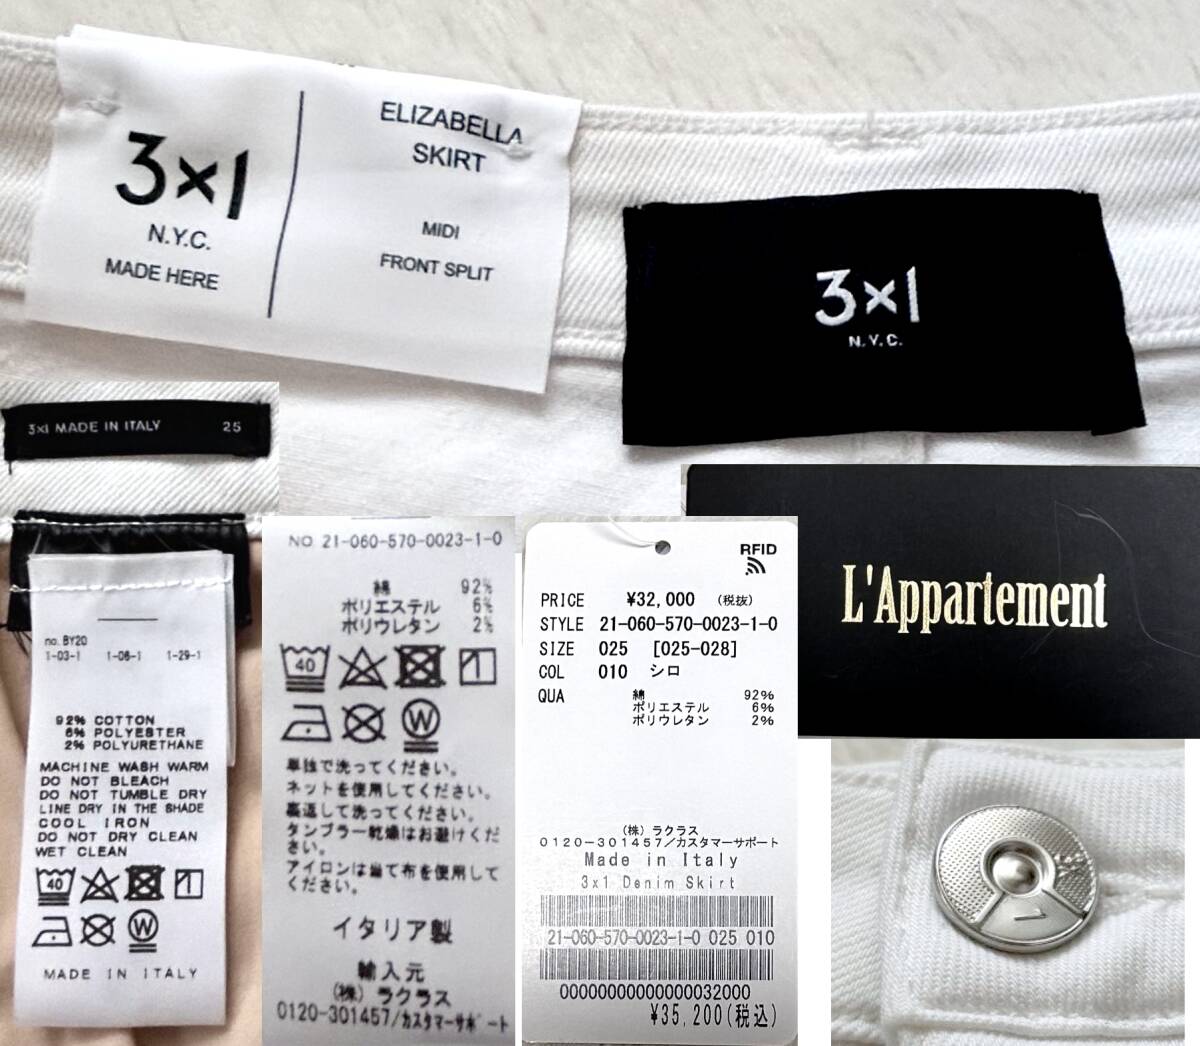 3×1
N.Y.C.
MADE HERE
ELIZABELLA
SKIRT
MIDI
FRONT SPLIT
3×1
N.Y.C.
3×1 MADE IN ITALY 25
L'Appartement
no. BY20
1-03-1 1-06-1 1-29-1
92% COTTON
6% POLYESTER
2% POLYURETHANE
MACHINE WASH WARM
DO NOT BLEACH
DO NOT TUMBLE DRY
LINE DRY IN THE SHADE
COOL IRON
DO NOT DRY CLEAN
WET CLEAN
40
W
MADE IN ITALY
NO 21-060-570-0023-1-0
綿 92%
ポリエステル 6%
ポリウレタン 2%
40
W
単独で洗ってください。
ネットを使用してください。
裏返して洗ってください。
タンブラー乾燥はお避けくだ
さい。
アイロンは当て布を使用して
ください。
イタリア製
輸入元
(株) ラクラス
0120-301457/カスタマーサポート
RFID
PRICE ¥32,000 (税抜)
STYLE 21-060-570-0023-1-0
SIZE 025 [025-028]
COL 010 シロ
QUA 綿 92%
ポリエステル 6%
ポリウレタン 2%
(株) ラクラス
0120-301457/カスタマーサポート
Made in Italy
3x1 Denim Skirt
21-060-570-0023-1-0 025 010
00000000000000032000
¥35,200(税込)